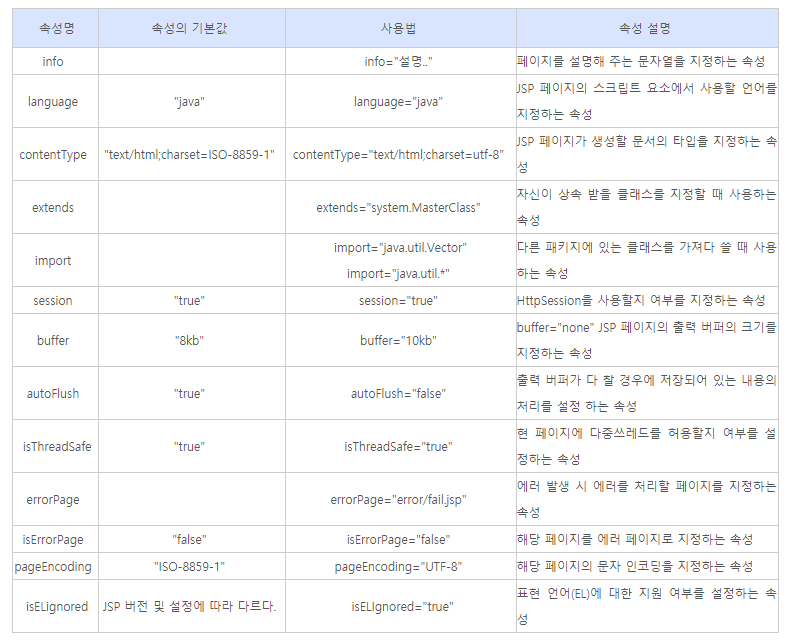 속성명 속성의 기본값 사용법 속성 설명
info info="설명.." 페이지를 설명해 주는 문자열을 지정하는 속성
language "java" language="java" JSP 페이지의 스크립트 요소에서 사용할 언어를
지정하는 속성
contentType "text/html;charset=ISO-8859-1" contentType="text/html;charset=utf-8" JSP 페이지가 생성할 문서의 타입을 지정하는 속
성
extends extends="system.MasterClass" 자신이 상속 받을 클래스를 지정할 때 사용하는
속성
import import="java.util.Vector" 다른 패키지에 있는 클래스를 가져다 쓸 때 사용
import="java.util.*" 하는 속성
session "true" session="true" HttpSession을 사용할지 여부를 지정하는 속성
buffer "8kb" buffer="10kb" buffer="none" JSP 페이지의 출력 버퍼의 크기를
지정하는 속성
autoFlush "true" autoFlush="false" 출력 버퍼가 다 찰 경우에 저장되어 있는 내용의
처리를 설정 하는 속성
isThreadSafe "true" isThreadSafe="true" 현 페이지에 다중쓰레드를 허용할지 여부를 설
정하는 속성
errorPage errorPage="error/fail.jsp" 에러 발생 시 에러를 처리할 페이지를 지정하는
속성
isErrorPage "false" isErrorPage="false" 해당 페이지를 에러 페이지로 지정하는 속성
pageEncoding "ISO-8859-1" pageEncoding="UTF-8" 해당 페이지의 문자 인코딩을 지정하는 속성
isELignored JSP 버전 및 설정에 따라 다르다. isELIgnored="true" 표현 언어(EL)에 대한 지원 여부를 설정하는 속
성